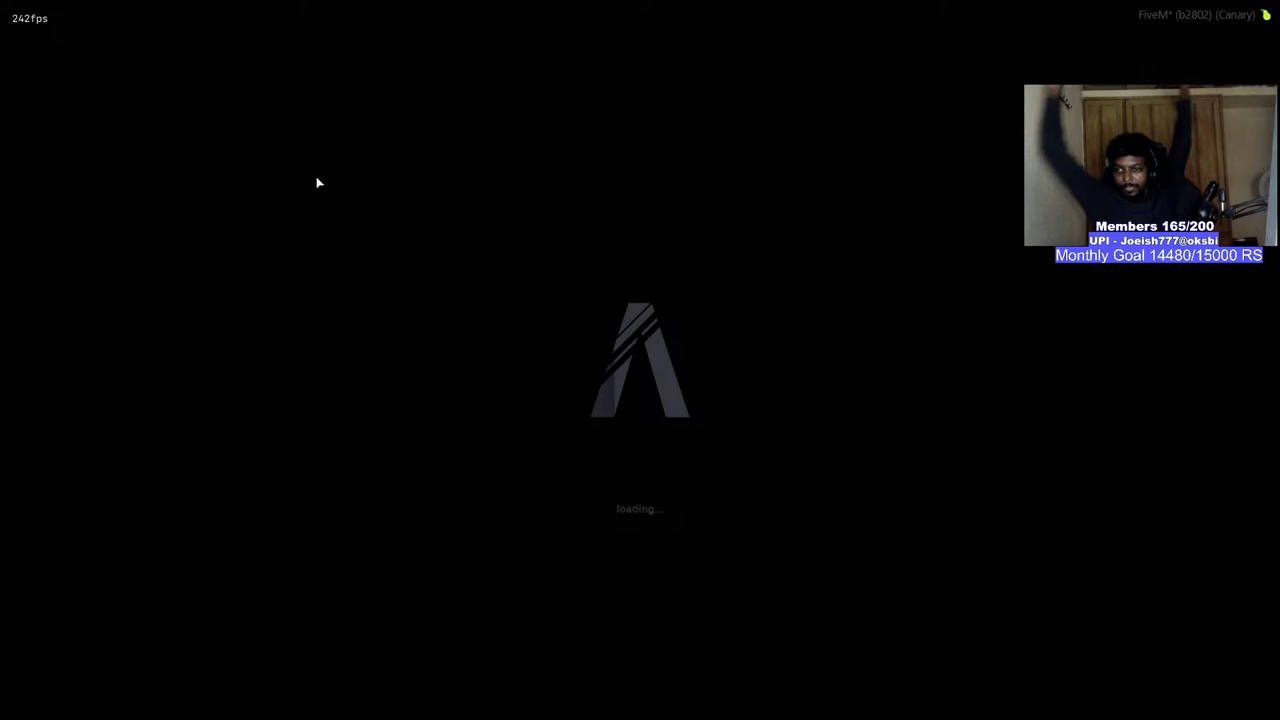 242fps
FiveM* (b2802) (Canary)
Members 165/200
UPI - Joeish777@oksbi
Monthly Goal 14480/15000 RS
loading...